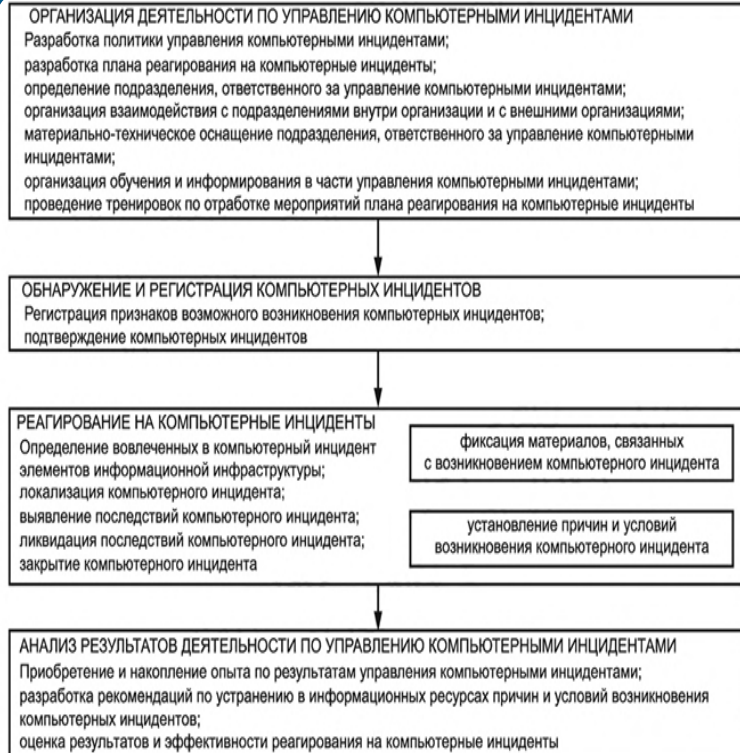 ОРГАНИЗАЦИЯ ДЕЯТЕЛЬНОСТИ ПО УПРАВЛЕНИЮ КОМПЬЮТЕРНЫМИ ИНЦИДЕНТАМИ
Разработка политики управления компьютерными инцидентами;
разработка плана реагирования на компьютерные инциденты;
определение подразделения, ответственного за управление компьютерными инцидентами;
организация взаимодействия с подразделениями внутри организации и с внешними организациями;
материально-техническое оснащение подразделения, ответственного за управление компьютерными
инцидентами;
организация обучения и информирования в части управления компьютерными инцидентами;
проведение тренировок по отработке мероприятий плана реагирования на компьютерные инциденты
ОБНАРУЖЕНИЕ И РЕГИСТРАЦИЯ КОМПЬЮТЕРНЫХ ИНЦИДЕНТОВ
Регистрация признаков возможного возникновения компьютерных инцидентов;
подтверждение компьютерных инцидентов
РЕАГИРОВАНИЕ НА КОМПЬЮТЕРНЫЕ ИНЦИДЕНТЫ
Определение вовлеченных в компьютерный инцидент
элементов информационной инфраструктуры;
локализация компьютерного инцидента;
выявление последствий компьютерного инцидента;
ликвидация последствий компьютерного инцидента;
закрытие компьютерного инцидента
фиксация материалов, связанных
с возникновением компьютерного инцидента
установление причин и условий
возникновения компьютерного инцидента
АНАЛИЗ РЕЗУЛЬТАТОВ ДЕЯТЕЛЬНОСТИ ПО УПРАВЛЕНИЮ КОМПЬЮТЕРНЫМИ ИНЦИДЕНТАМИ
Приобретение и накопление опыта по результатам управления компьютерными инцидентами;
разработка рекомендаций по устранению в информационных ресурсах причин и условий возникновения
компьютерных инцидентов;
оценка результатов и эффективности реагирования на компьютерные инциденты